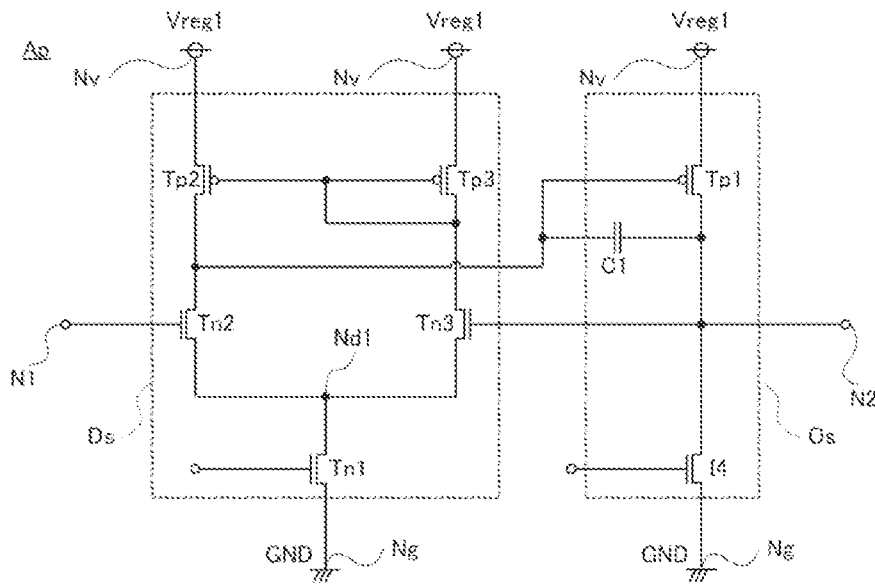 Vreg1 Vreg1 Vreg1
Ap
Nv Nv Nv
Tp2 Tp3 Tp1
C1
Tn2 Tn3
N1 Nd1 N2
Ds Os
Tn1 I4
GND Ng GND Ng